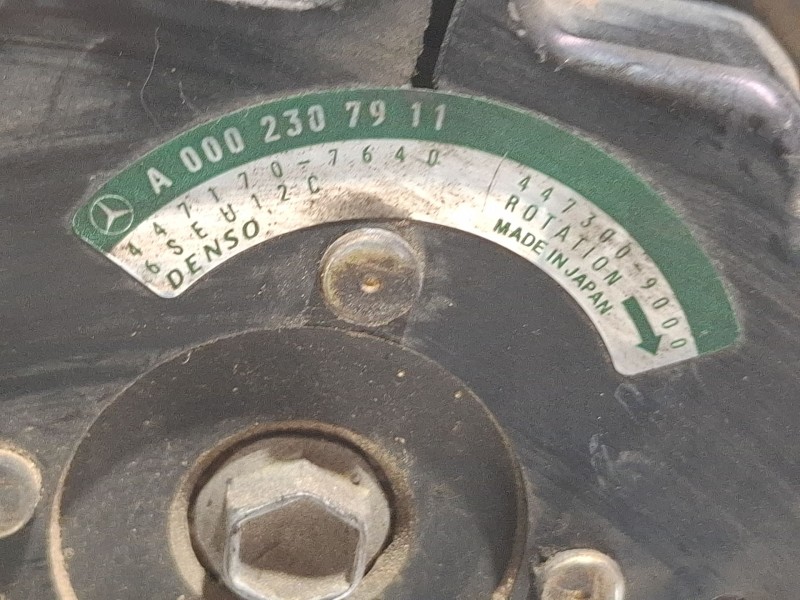 A 000 230 79 11
447170-7640
6SEU12C
DENSO
447300-9000
ROTATION
MADE IN JAPAN